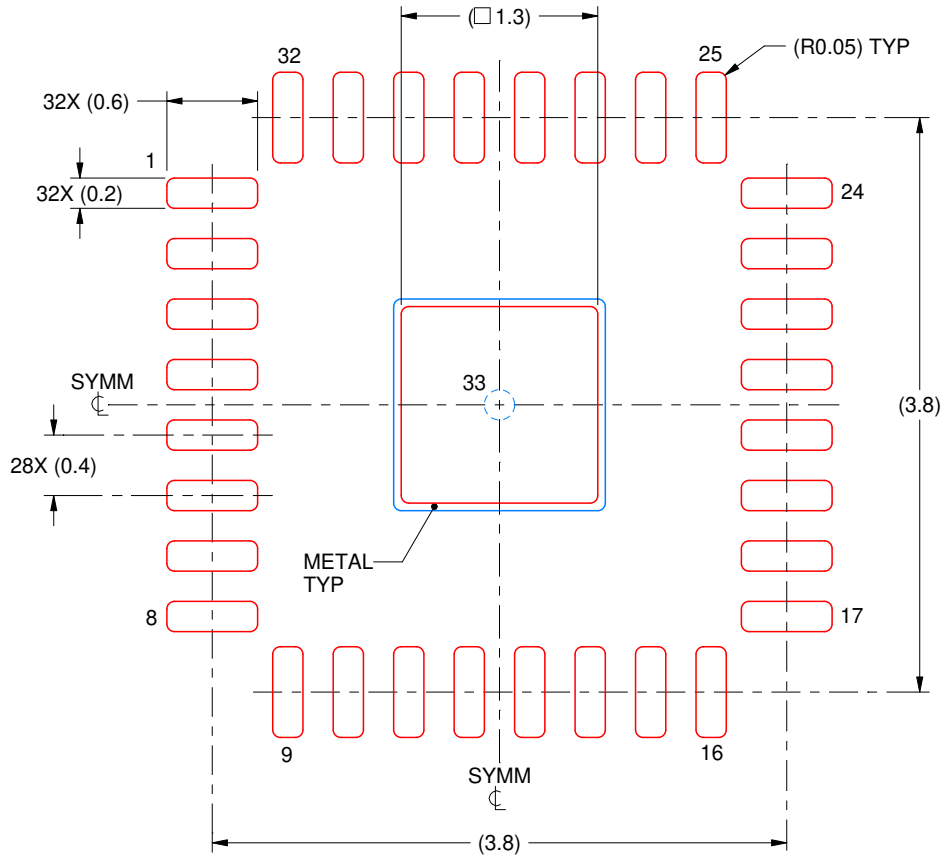 (□ 1.3)
(R0.05) TYP
32
25
32X (0.6)
1
32X (0.2)
24
SYMM
℄
33
(3.8)
28X (0.4)
METAL
TYP
8
17
9
16
SYMM
℄
(3.8)